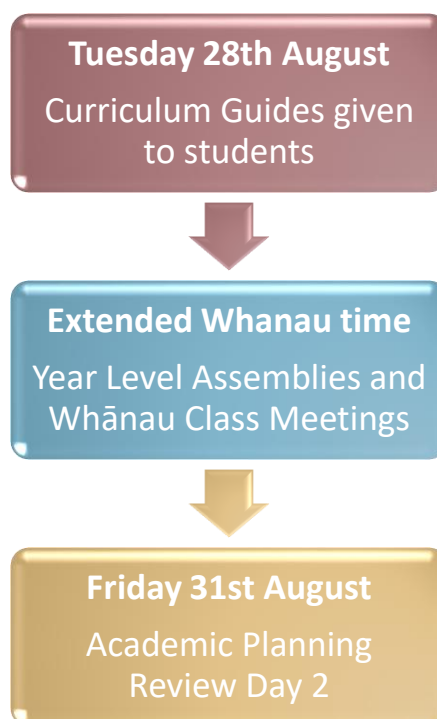 Tuesday 28th August
Curriculum Guides given
to students
Extended Whanau time
Year Level Assemblies and
Whānau Class Meetings
Friday 31st August
Academic Planning
Review Day 2